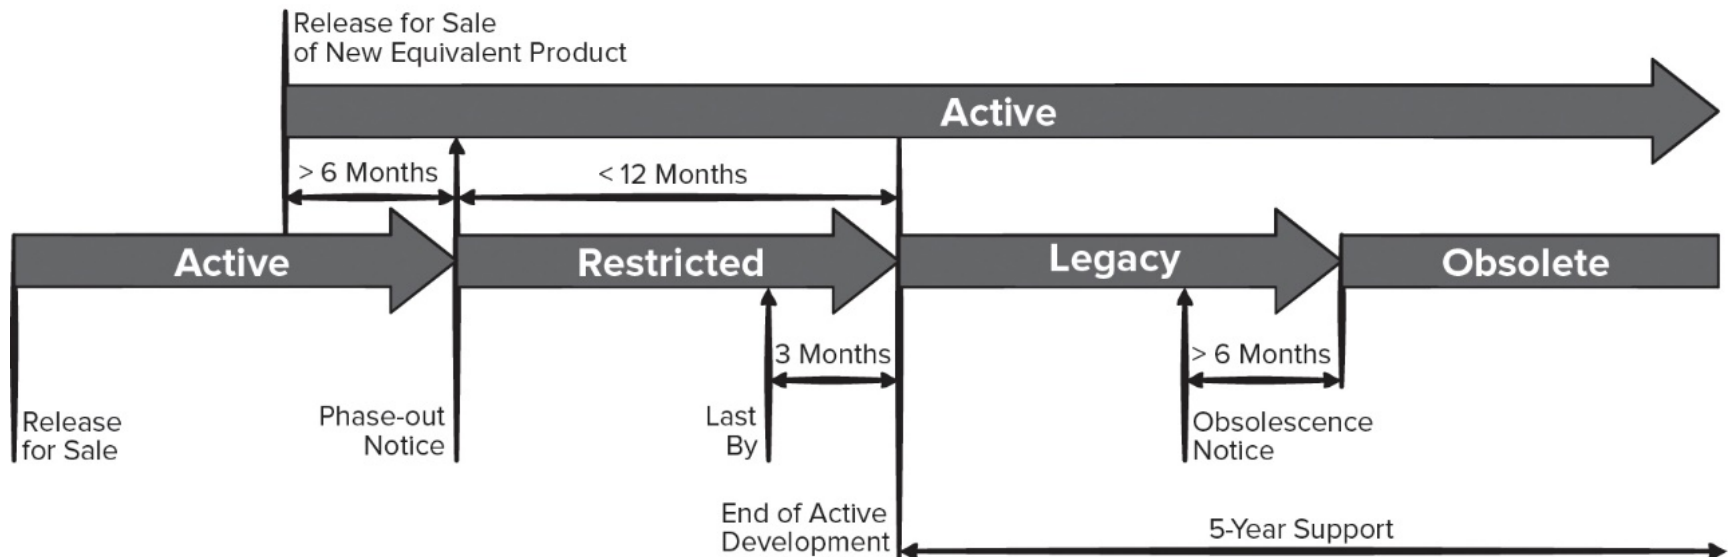 Release for Sale
of New Equivalent Product
Active
> 6 Months
< 12 Months
Active
Restricted
Legacy
Obsolete
3 Months
> 6 Months
Release
for Sale
Phase-out
Notice
Last
By
Obsolescence
Notice
End of Active
Development
5-Year Support